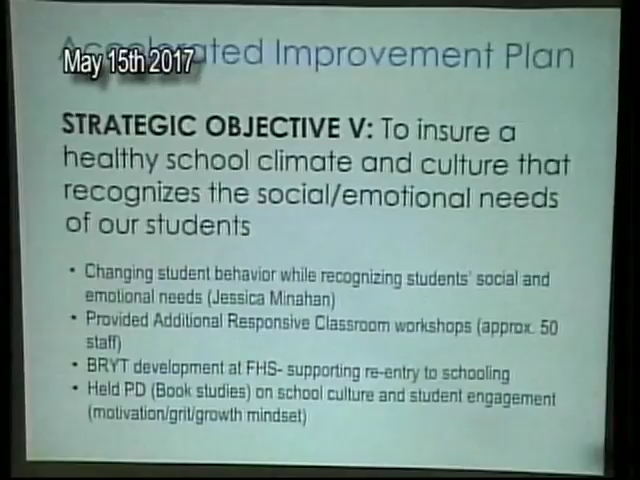 Accelerated Improvement Plan
May 15th 2017
STRATEGIC OBJECTIVE V: To insure a
healthy school climate and culture that
recognizes the social/emotional needs
of our students
• Changing student behavior while recognizing students' social and
emotional needs (Jessica Minahan)
• Provided Additional Responsive Classroom workshops (approx. 50
staff)
• BRYT development at FHS- supporting re-entry to schooling
• Held PD (Book studies) on school culture and student engagement
(motivation/grit/growth mindset)